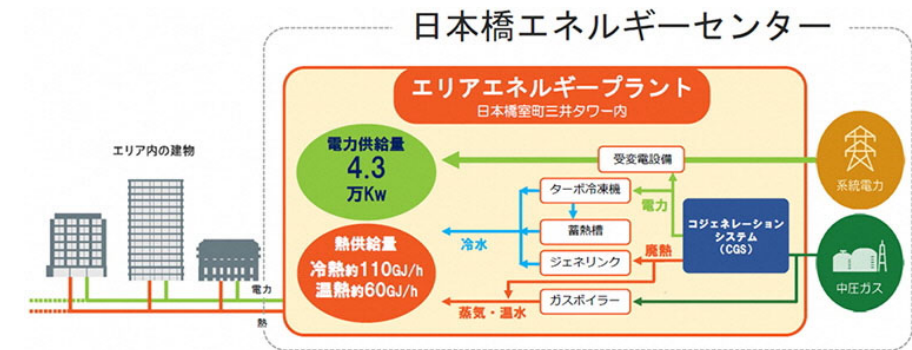 日本橋エネルギーセンター
エリアエネルギープラント
日本橋室町三井タワー内
エリア内の建物
電力供給量
4.3
万Kw
受変電設備
系統電力
ターボ冷凍機
電力
蓄熱槽
冷水
コジェネレーション
システム
(CGS)
熱供給量
冷熱約110GJ/h
温熱約60GJ/h
廃熱
ジェネリンク
ガスボイラー
蒸気・温水
中圧ガス
電力
熱